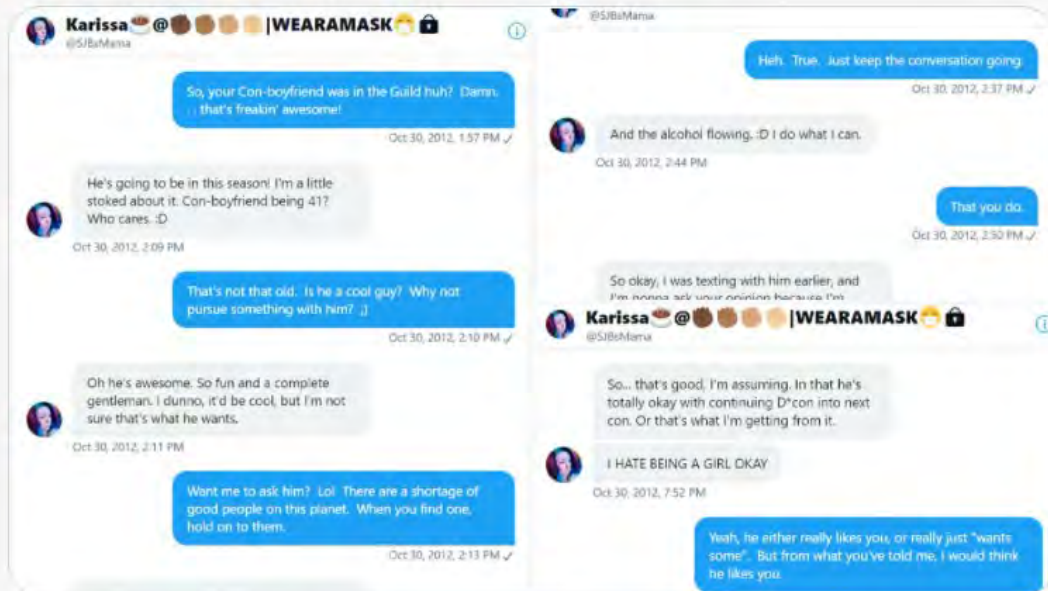 Karissa☕@✊🏿✊🏾✊🏽✊🏼|WEARAMASK😷 🔒
@SJBsMama
So, your Con-boyfriend was in the Guild huh? Damn.
. . that's freakin' awesome!
Oct 30, 2012, 1:57 PM ✓
He's going to be in this season! I'm a little
stoked about it. Con-boyfriend being 41?
Who cares. :D
Oct 30, 2012, 2:09 PM
That's not that old. Is he a cool guy? Why not
pursue something with him? ;)
Oct 30, 2012, 2:10 PM ✓
Oh he's awesome. So fun and a complete
gentleman. I dunno, it'd be cool, but I'm not
sure that's what he wants.
Oct 30, 2012, 2:11 PM
Want me to ask him? Lol There are a shortage of
good people on this planet. When you find one,
hold on to them.
Oct 30, 2012, 2:13 PM ✓
@SJBsMama
Heh. True. Just keep the conversation going.
Oct 30, 2012, 2:37 PM ✓
And the alcohol flowing. :D I do what I can.
Oct 30, 2012, 2:44 PM
That you do.
Oct 30, 2012, 2:50 PM ✓
So okay, I was texting with him earlier, and
I'm gonna ask your opinion because I'm
Karissa☕@✊🏿✊🏾✊🏽✊🏼|WEARAMASK😷 🔒
@SJBsMama
So... that's good, I'm assuming. In that he's
totally okay with continuing D*con into next
con. Or that's what I'm getting from it.
I HATE BEING A GIRL OKAY
Oct 30, 2012, 7:52 PM
Yeah, he either really likes you, or really just "wants
some". But from what you've told me, I would think
he likes you.